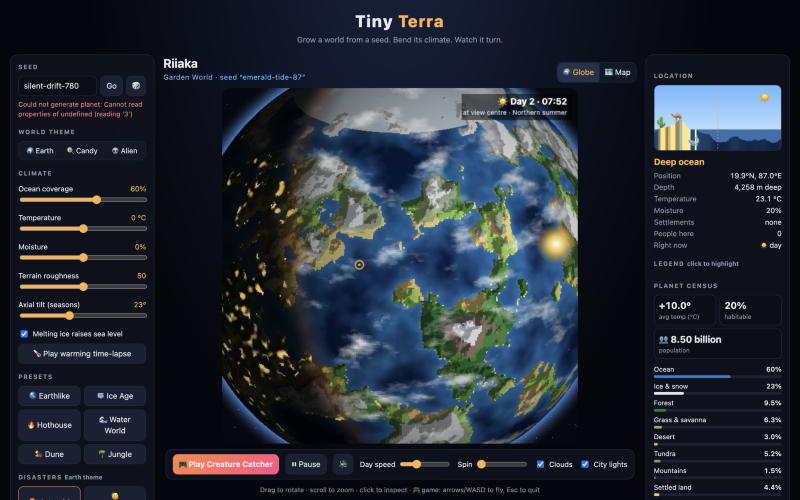 Tiny Terra
Grow a world from a seed. Bend its climate. Watch it turn.
SEED
silent-drift-780
Go
Could not generate planet: Cannot read
properties of undefined (reading '3')
WORLD THEME
Earth
Candy
Alien
CLIMATE
Ocean coverage 60%
Temperature 0 °C
Moisture 0%
Terrain roughness 50
Axial tilt (seasons) 23°
Melting ice raises sea level
Play warming time-lapse
PRESETS
Earthlike
Ice Age
Hothouse
Water
World
Dune
Jungle
DISASTERS Earth theme
Riiaka
Garden World · seed "emerald-tide-87"
Globe
Map
Day 2 · 07:52
at view centre · Northern summer
Play Creature Catcher
Pause
Day speed
Spin
Clouds
City lights
Drag to rotate · scroll to zoom · click to inspect · game: arrows/WASD to fly, Esc to quit
LOCATION
Deep ocean
Position 19.9°N, 87.0°E
Depth 4,258 m deep
Temperature 23.1 °C
Moisture 20%
Settlements none
People here 0
Right now day
LEGEND click to highlight
PLANET CENSUS
+10.0°
avg temp (°C)
20%
habitable
8.50 billion
population
Ocean 60%
Ice & snow 23%
Forest 9.5%
Grass & savanna 6.3%
Desert 3.0%
Tundra 5.2%
Mountains 1.5%
Settled land 4.4%